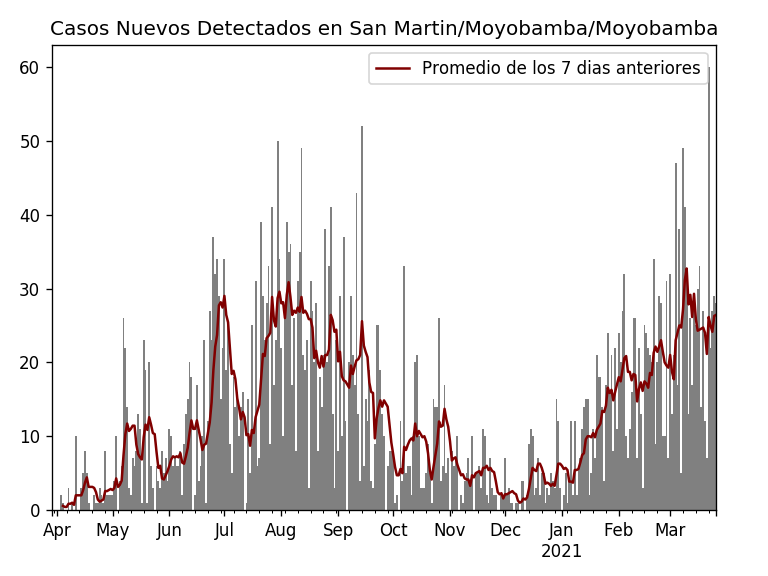 Casos Nuevos Detectados en San Martin/Moyobamba/Moyobamba
Promedio de los 7 dias anteriores
60
50
40
30
20
10
0
Apr May Jun Jul Aug Sep Oct Nov Dec Jan Feb Mar
2021